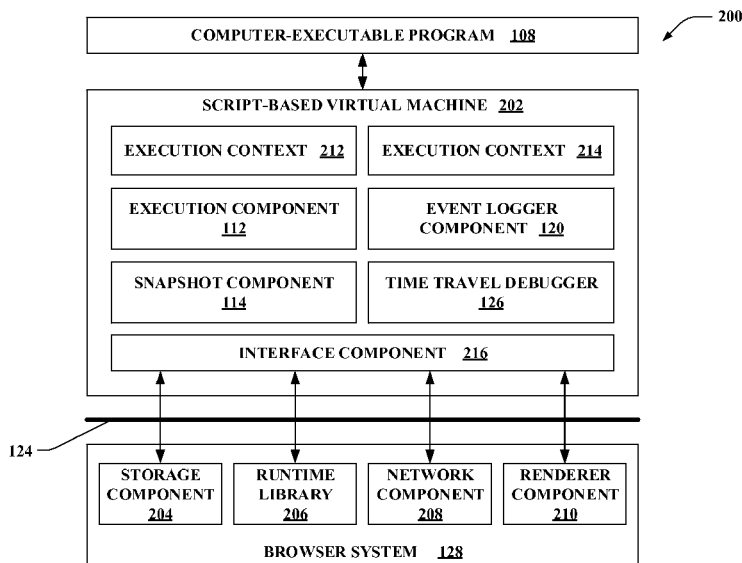 200
COMPUTER-EXECUTABLE PROGRAM 108
SCRIPT-BASED VIRTUAL MACHINE 202
EXECUTION CONTEXT 212
EXECUTION CONTEXT 214
EXECUTION COMPONENT
112
EVENT LOGGER
COMPONENT 120
SNAPSHOT COMPONENT
114
TIME TRAVEL DEBUGGER
126
INTERFACE COMPONENT 216
124
STORAGE
COMPONENT
204
RUNTIME
LIBRARY
206
NETWORK
COMPONENT
208
RENDERER
COMPONENT
210
BROWSER SYSTEM 128